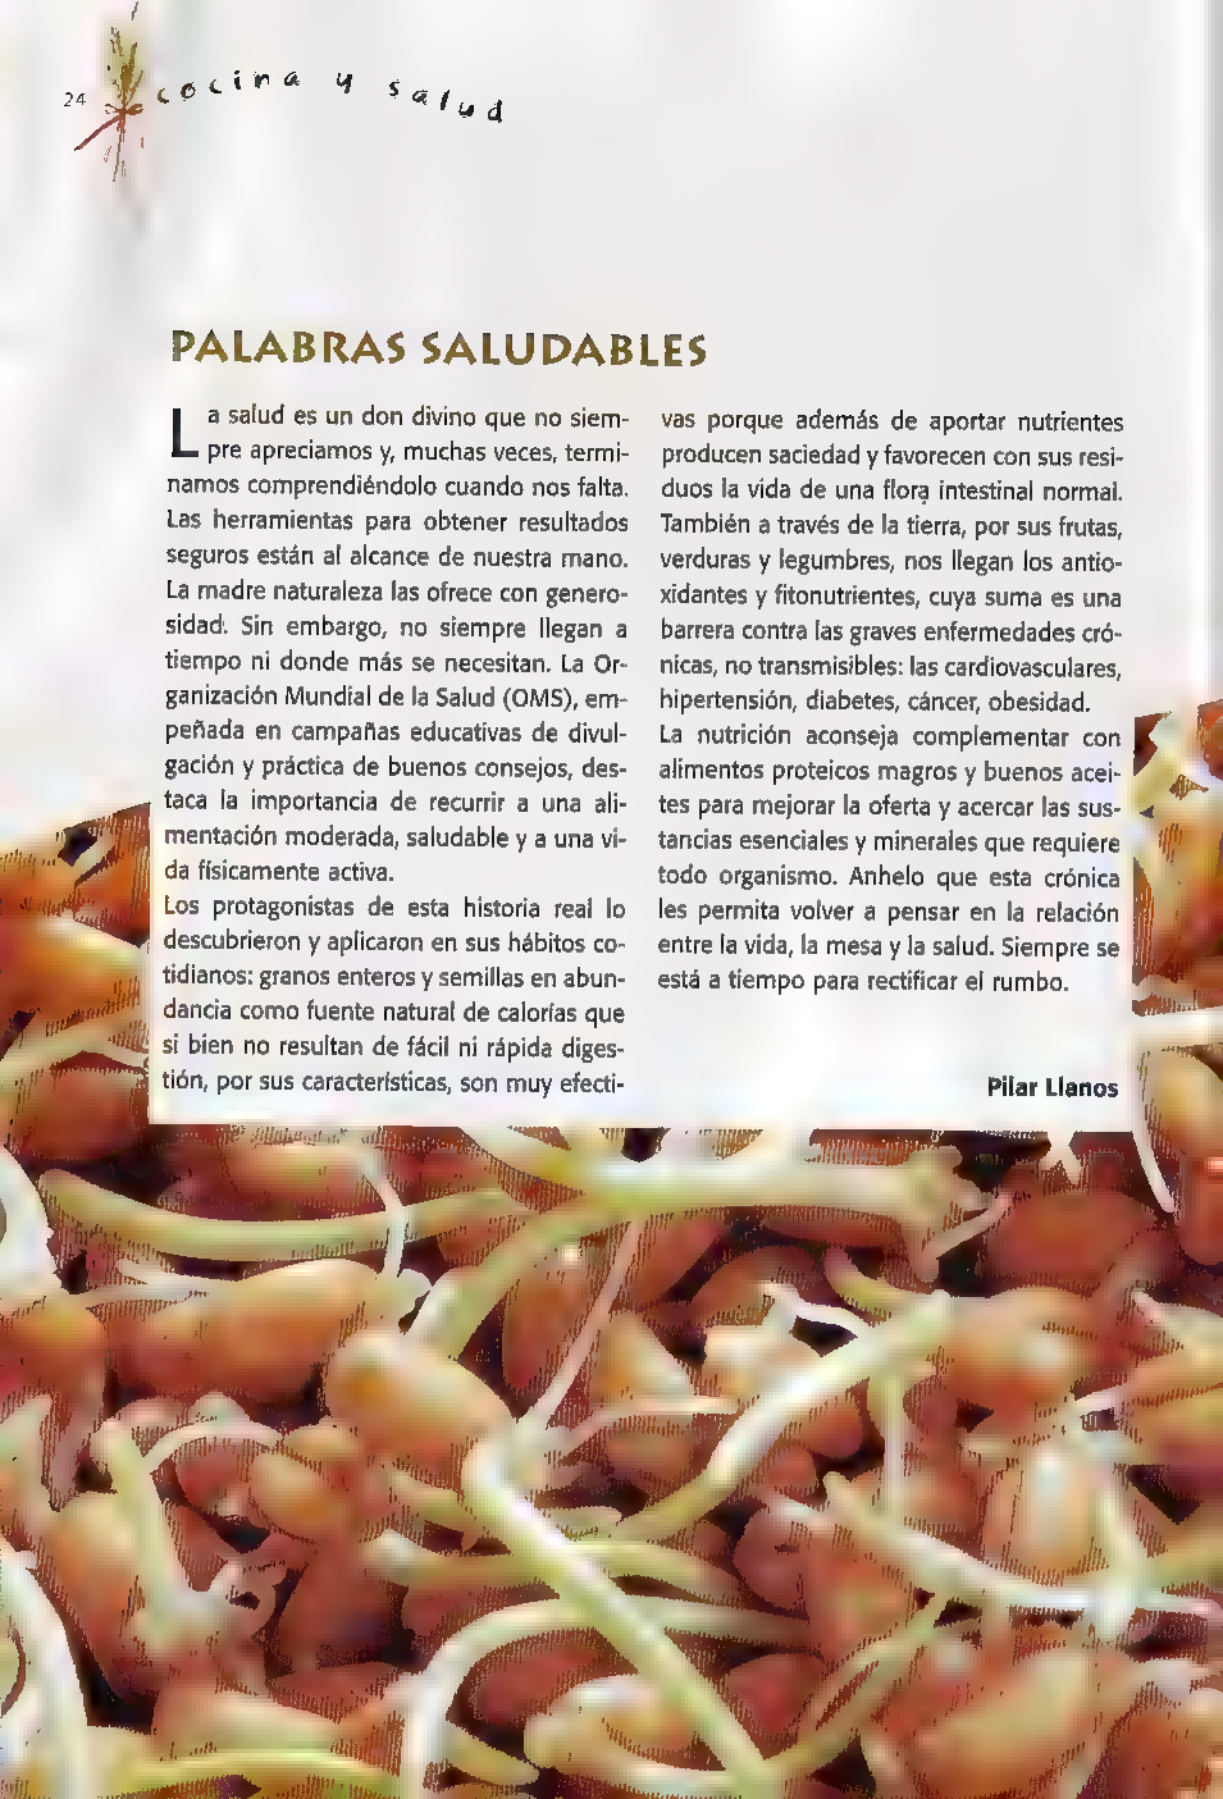 24
cocina y salud
PALABRAS SALUDABLES
La salud es un don divino que no siem-
pre apreciamos y, muchas veces, termi-
namos comprendiéndolo cuando nos falta.
Las herramientas para obtener resultados
seguros están al alcance de nuestra mano.
La madre naturaleza las ofrece con genero-
sidad. Sin embargo, no siempre llegan a
tiempo ni donde más se necesitan. La Or-
ganización Mundial de la Salud (OMS), em-
peñada en campañas educativas de divul-
gación y práctica de buenos consejos, des-
taca la importancia de recurrir a una ali-
mentación moderada, saludable y a una vi-
da físicamente activa.
Los protagonistas de esta historia real lo
descubrieron y aplicaron en sus hábitos co-
tidianos: granos enteros y semillas en abun-
dancia como fuente natural de calorías que
si bien no resultan de fácil ni rápida diges-
tión, por sus características, son muy efecti-
vas porque además de aportar nutrientes
producen saciedad y favorecen con sus resi-
duos la vida de una flora intestinal normal.
También a través de la tierra, por sus frutas,
verduras y legumbres, nos llegan los antio-
xidantes y fitonutrientes, cuya suma es una
barrera contra las graves enfermedades cró-
nicas, no transmisibles: las cardiovasculares,
hipertensión, diabetes, cáncer, obesidad.
La nutrición aconseja complementar con
alimentos proteicos magros y buenos acei-
tes para mejorar la oferta y acercar las sus-
tancias esenciales y minerales que requiere
todo organismo. Anhelo que esta crónica
les permita volver a pensar en la relación
entre la vida, la mesa y la salud. Siempre se
está a tiempo para rectificar el rumbo.
Pilar Llanos